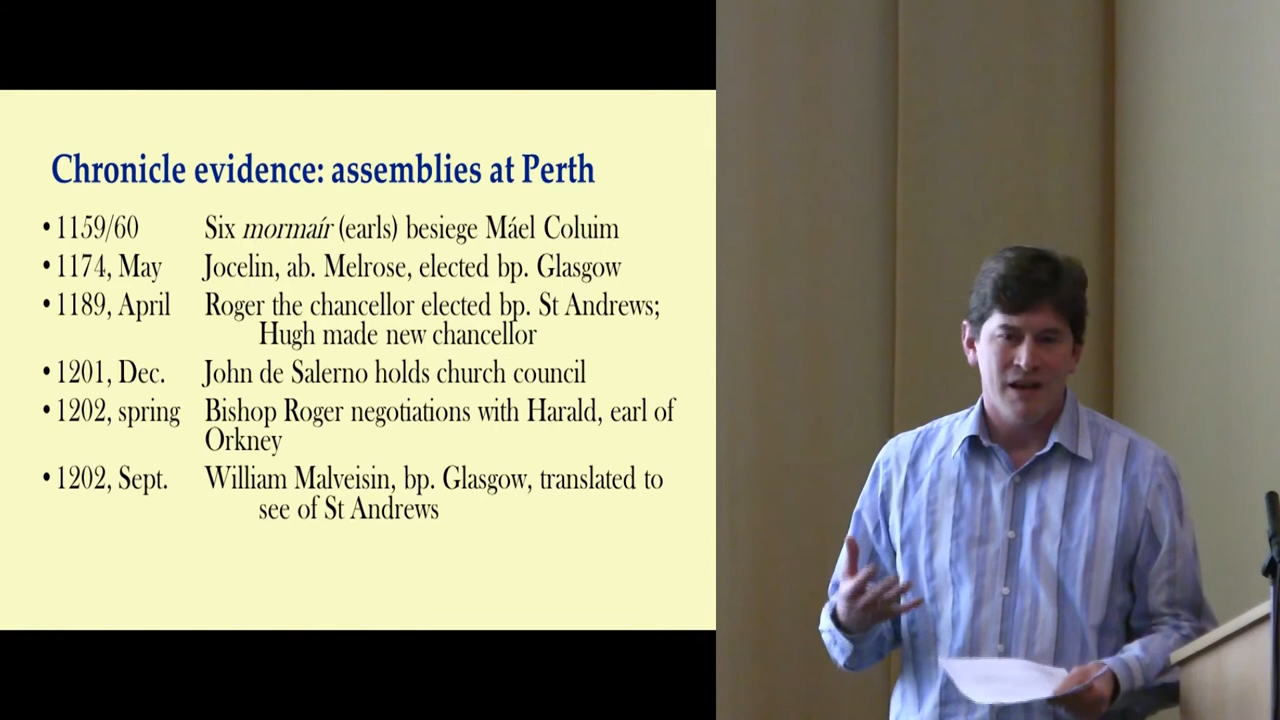 Chronicle evidence: assemblies at Perth
• 1159/60 Six mormaír (earls) besiege Máel Coluim
• 1174, May Jocelin, ab. Melrose, elected bp. Glasgow
• 1189, April Roger the chancellor elected bp. St Andrews;
Hugh made new chancellor
• 1201, Dec. John de Salerno holds church council
• 1202, spring Bishop Roger negotiations with Harald, earl of
Orkney
• 1202, Sept. William Malveisin, bp. Glasgow, translated to
see of St Andrews